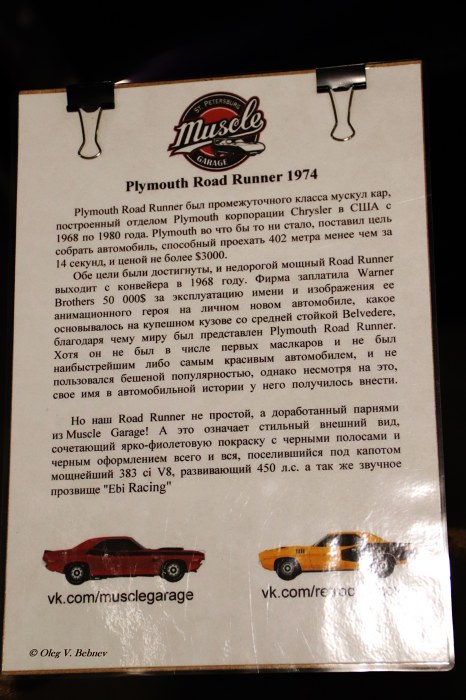 ST. PETERSBURG
Muscle
GARAGE
Plymouth Road Runner 1974
Plymouth Road Runner был промежуточного класса мускул кар,
построенный отделом Plymouth корпорации Chrysler в США с
1968 по 1980 года. Plymouth во что бы то ни стало, поставил цель
собрать автомобиль, способный проехать 402 метра менее чем за
14 секунд, и ценой не более $3000.
Обе цели были достигнуты, и недорогой мощный Road Runner
выходит с конвейера в 1968 году. Фирма заплатила Warner
Brothers 50 000$ за эксплуатацию имени и изображения ее
анимационного героя на личном новом автомобиле, какое
основывалось на купешном кузове со средней стойкой Belvedere,
благодаря чему миру был представлен Plymouth Road Runner.
Хотя он не был в числе первых маслкаров и не был
наибыстрейшим либо самым красивым автомобилем, и не
пользовался бешеной популярностью, однако несмотря на это,
свое имя в автомобильной истории у него получилось внести.
Но наш Road Runner не простой, а доработанный парнями
из Muscle Garage! А это означает стильный внешний вид,
сочетающий ярко-фиолетовую покраску с черными полосами и
черным оформлением всего и вся, поселившийся под капотом
мощнейший 383 ci V8, развивающий 450 л.с. а так же звучное
прозвище "Ebi Racing"
vk.com/musclegarage
© Oleg V. Behnev